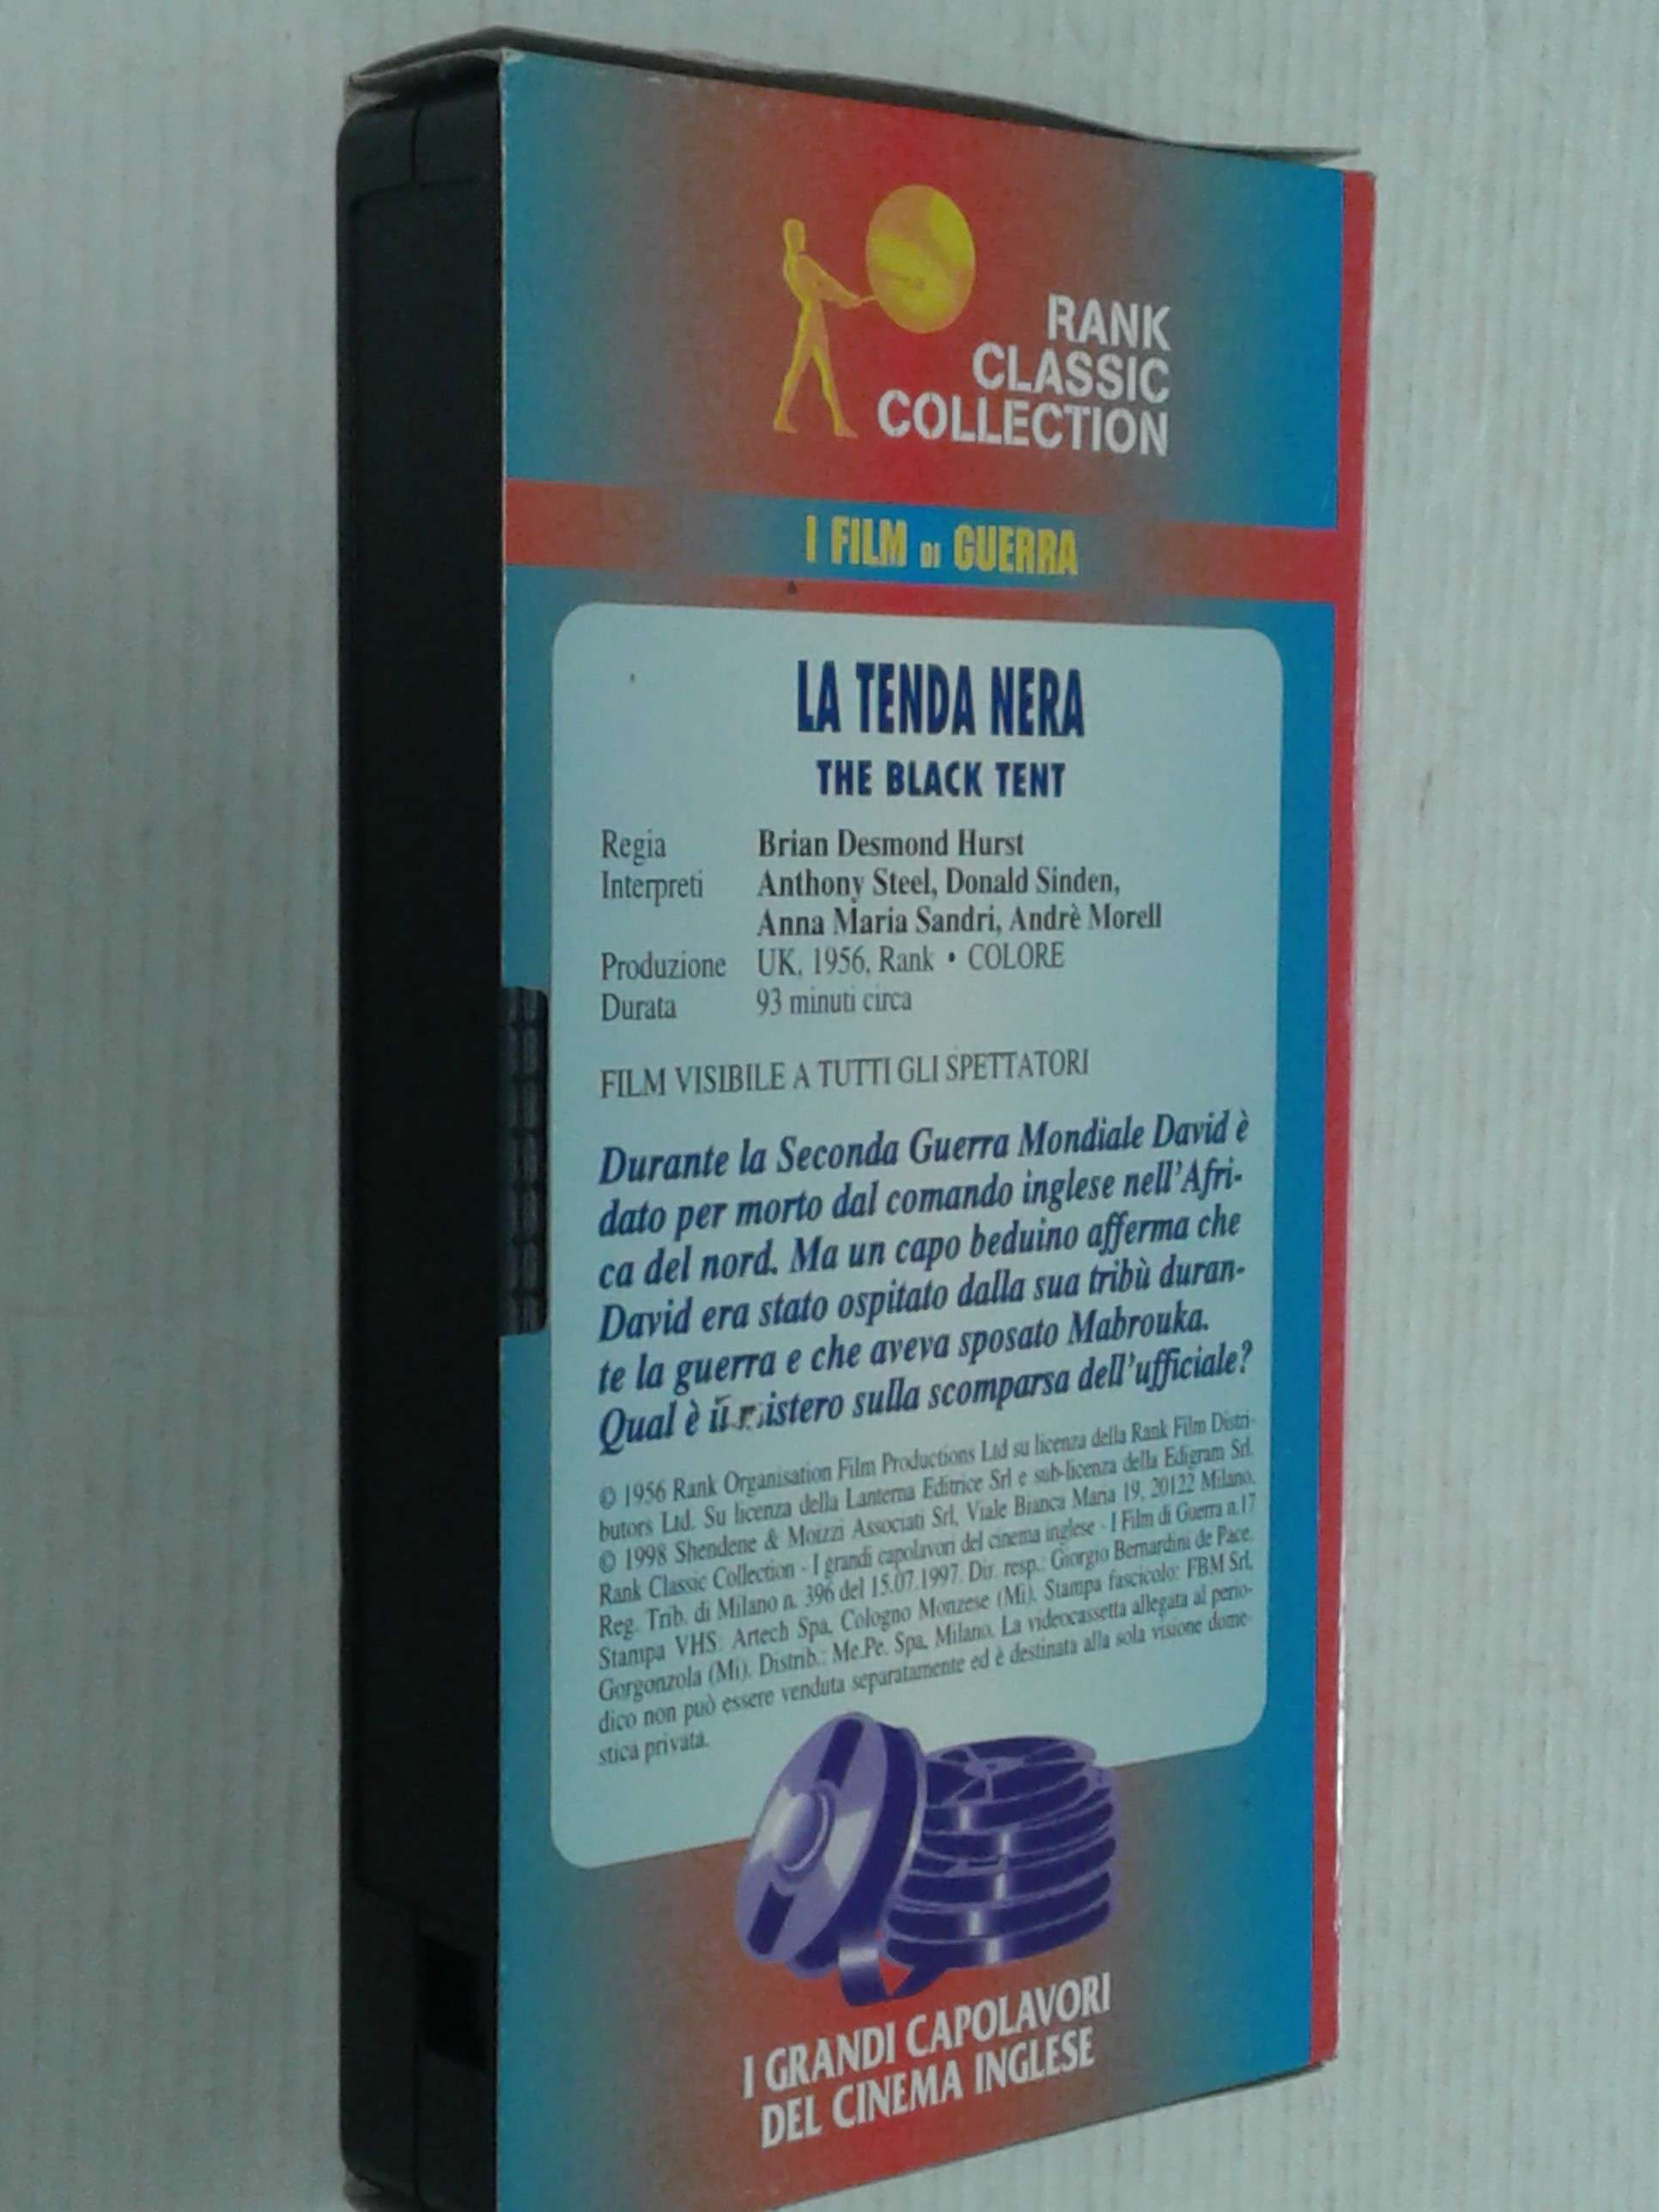 RANK
CLASSIC
COLLECTION
I FILM DI GUERRA
LA TENDA NERA
THE BLACK TENT
Regia Brian Desmond Hurst
Interpreti Anthony Steel, Donald Sinden,
Anna Maria Sandri, Andrè Morell
Produzione UK, 1956, Rank • COLORE
Durata 93 minuti circa
FILM VISIBILE A TUTTI GLI SPETTATORI
Durante la Seconda Guerra Mondiale David è
dato per morto dal comando inglese nell'Afri-
ca del nord. Ma un capo beduino afferma che
David era stato ospitato dalla sua tribù duran-
te la guerra e che aveva sposato Mabrouka.
Qual è il mistero sulla scomparsa dell'ufficiale?
© 1956 Rank Organisation Film Productions Ltd su licenza della Rank Film Distri-
butors Ltd. Su licenza della Lanterna Editrice Srl e sub-licenza della Edigram Srl.
© 1998 Shendene & Moizzi Associati Srl, Viale Bianca Maria 19, 20122 Milano.
Rank Classic Collection - I grandi capolavori del cinema inglese - I Film di Guerra n.17
Reg. Trib. di Milano n. 396 del 15.07.1997. Dir. resp.: Giorgio Bernardini de Pace.
Stampa VHS: Artech Spa, Cologno Monzese (Mi). Stampa fascicolo: FBM Srl,
Gorgonzola (Mi). Distrib.: Me.Pe. Spa, Milano. La videocassetta allegata al perio-
dico non può essere venduta separatamente ed è destinata alla sola visione dome-
stica privata.
I GRANDI CAPOLAVORI
DEL CINEMA INGLESE